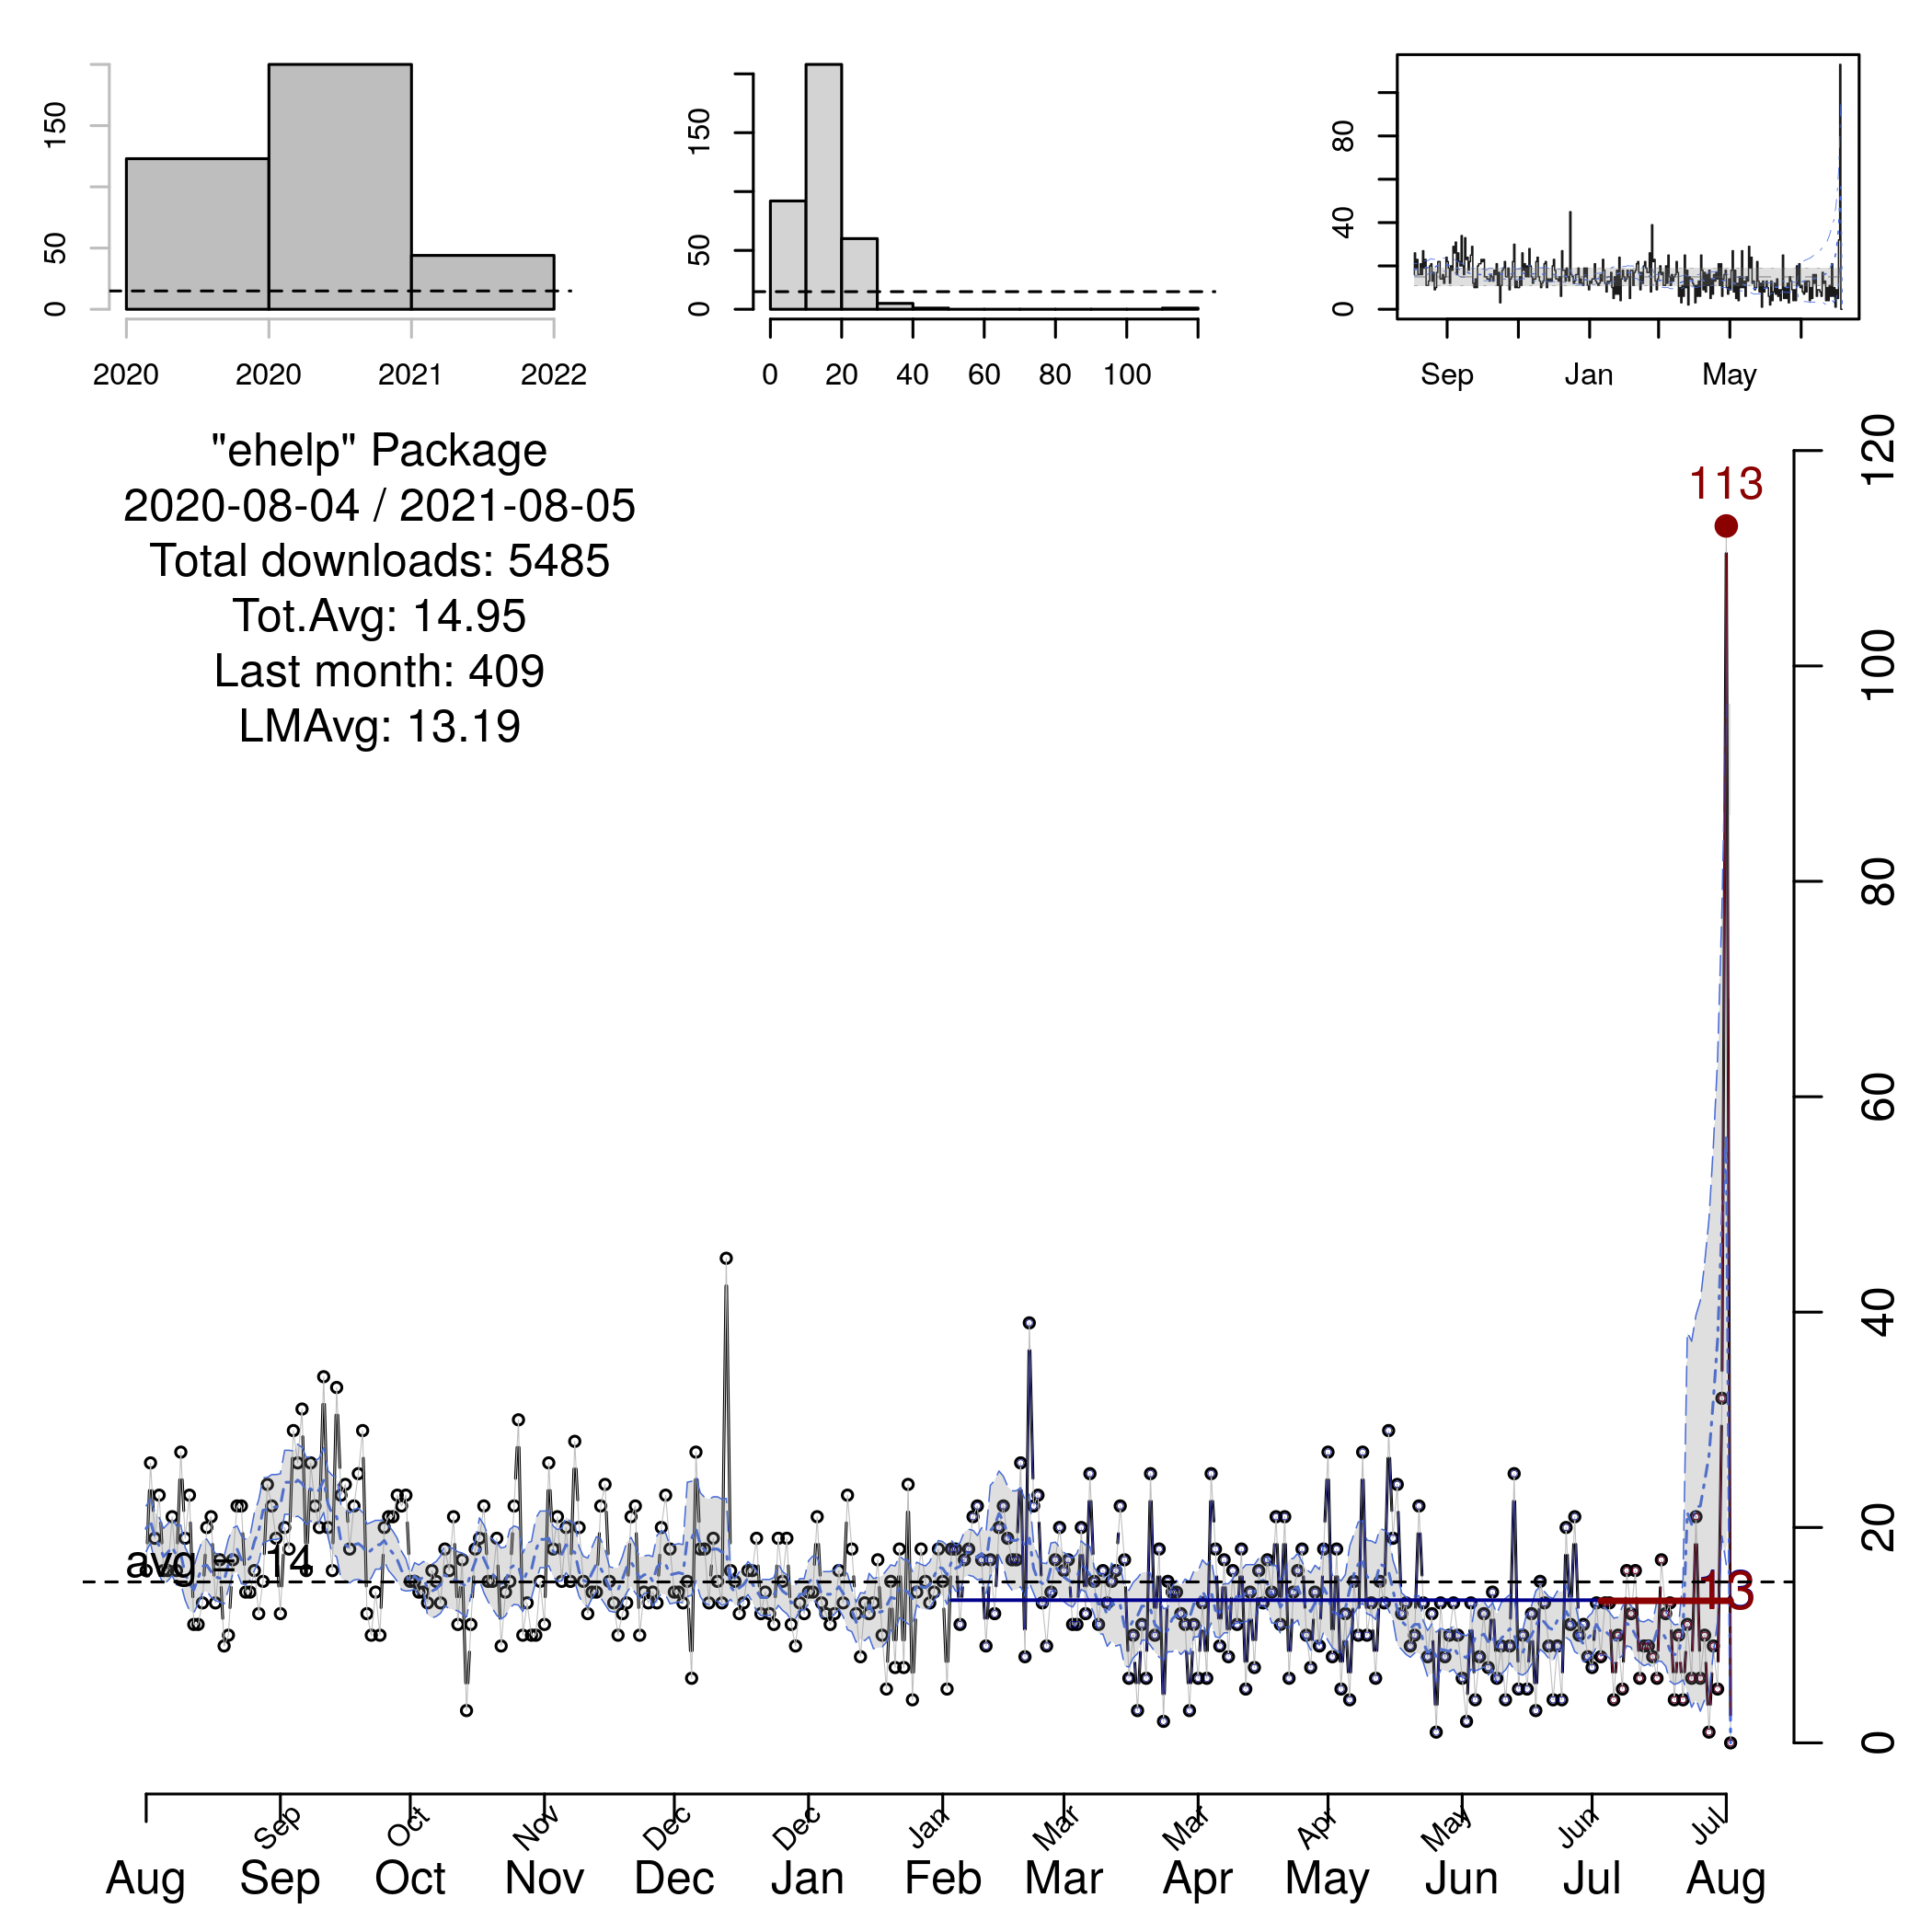 0 50 150
2020 2020 2021 2022
0 50 150
0 20 40 60 80 100
0 40 80
Sep Jan May
"ehelp" Package
2020-08-04 / 2021-08-05
Total downloads: 5485
Tot.Avg: 14.95
Last month: 409
LMAvg: 13.19
113
avg = 14
13
0 20 40 60 80 100 120
Sep Oct Nov Dec Dec Jan Mar Mar Apr May Jun Jul
Aug Sep Oct Nov Dec Jan Feb Mar Apr May Jun Jul Aug